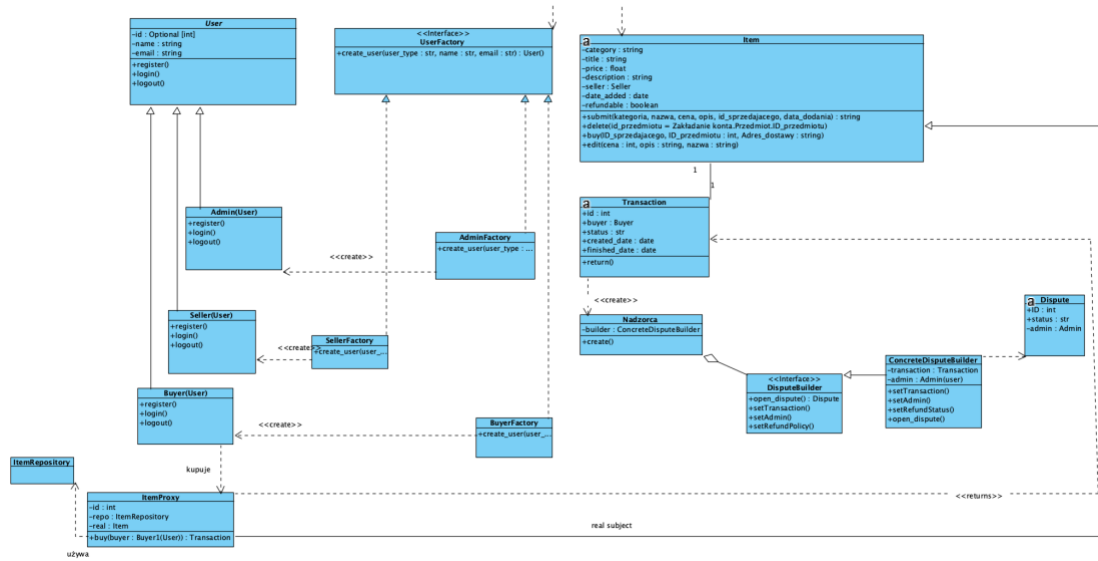 User
-id : Optional [int]
-name : string
-email : string
+register()
+login()
+logout()
<<Interface>>
UserFactory
+create_user(user_type : str, name : str, email : str) : User()
a
Item
-category : string
-title : string
-price : float
-description : string
-seller : Seller
-date_added : date
-refundable : boolean
+submit(kategoria, nazwa, cena, opis, id_sprzedajacego, data_dodania) : string
+delete(id_przedmiotu = Zakładanie konta.Przedmiot.ID_przedmiotu)
+buy(ID_sprzedajacego, ID_przedmiotu : int, Adres_dostawy : string)
+edit(cena : int, opis : string, nazwa : string)
1
1
a
Transaction
+id : int
+buyer : Buyer
+status : str
+created_date : date
+finished_date : date
+return()
Admin(User)
+register()
+login()
+logout()
AdminFactory
+create_user(user_type : ...
<<create>>
<<create>>
a
Dispute
+ID : int
+status : str
-admin : Admin
Seller(User)
+register()
+login()
+logout()
<<create>>
SellerFactory
+create_user(user_...
Nadzorca
-builder : ConcreteDisputeBuilder
+create()
<<Interface>>
DisputeBuilder
+open_dispute() : Dispute
+setTransaction()
+setAdmin()
+setRefundPolicy()
ConcreteDisputeBuilder
-transaction : Transaction
-admin : Admin(user)
+setTransaction()
+setAdmin()
+setRefundStatus()
+open_dispute()
Buyer(User)
+register()
+login()
+logout()
<<create>>
BuyerFactory
+create_user(user_...
ItemRepository
kupuje
ItemProxy
-id : int
-repo : ItemRepository
-real : Item
+buy(buyer : Buyer1(User)) : Transaction
<<returns>>
real subject
używa